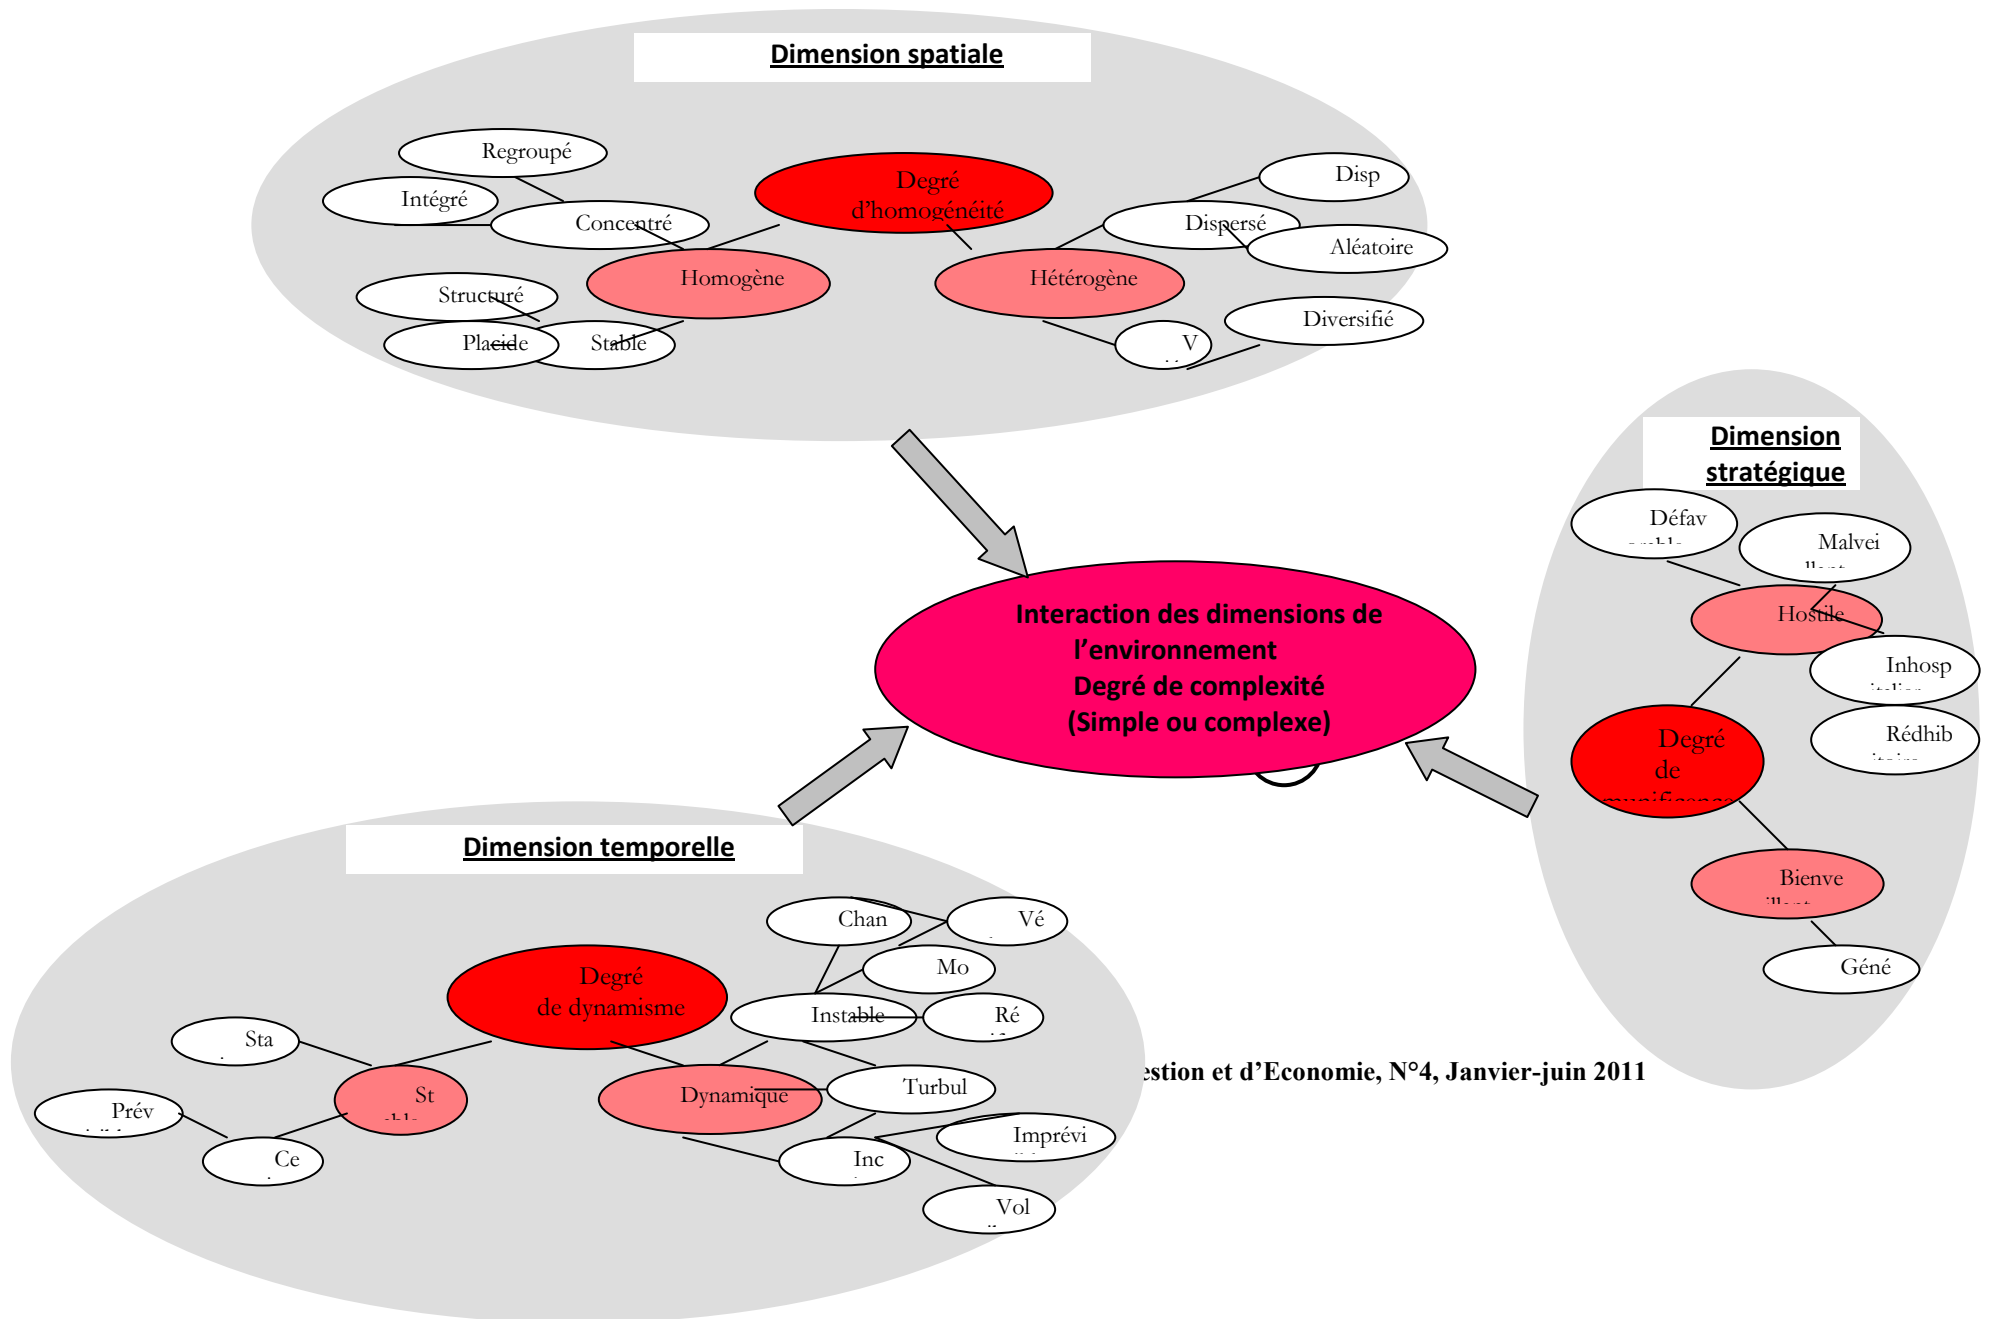 Dimension spatiale
Regroupé
Intégré
Concentré
Structuré
Placide
Stable
Homogène
Degré
d'homogénéité
Hétérogène
Disp
Dispersé
Aléatoire
Diversifié
V
Dimension
stratégique
Défav
Malvei
Hostile
Inhosp
Rédhib
Degré
de
munificence
Bienve
Géné
Interaction des dimensions de
l'environnement
Degré de complexité
(Simple ou complexe)
Dimension temporelle
Chan
Vé
Mo
Degré
de dynamisme
Instable
Ré
Sta
St
Dynamique
Turbul
Prév
Ce
Inc
Imprévi
Vol
estion et d'Economie, N°4, Janvier-juin 2011